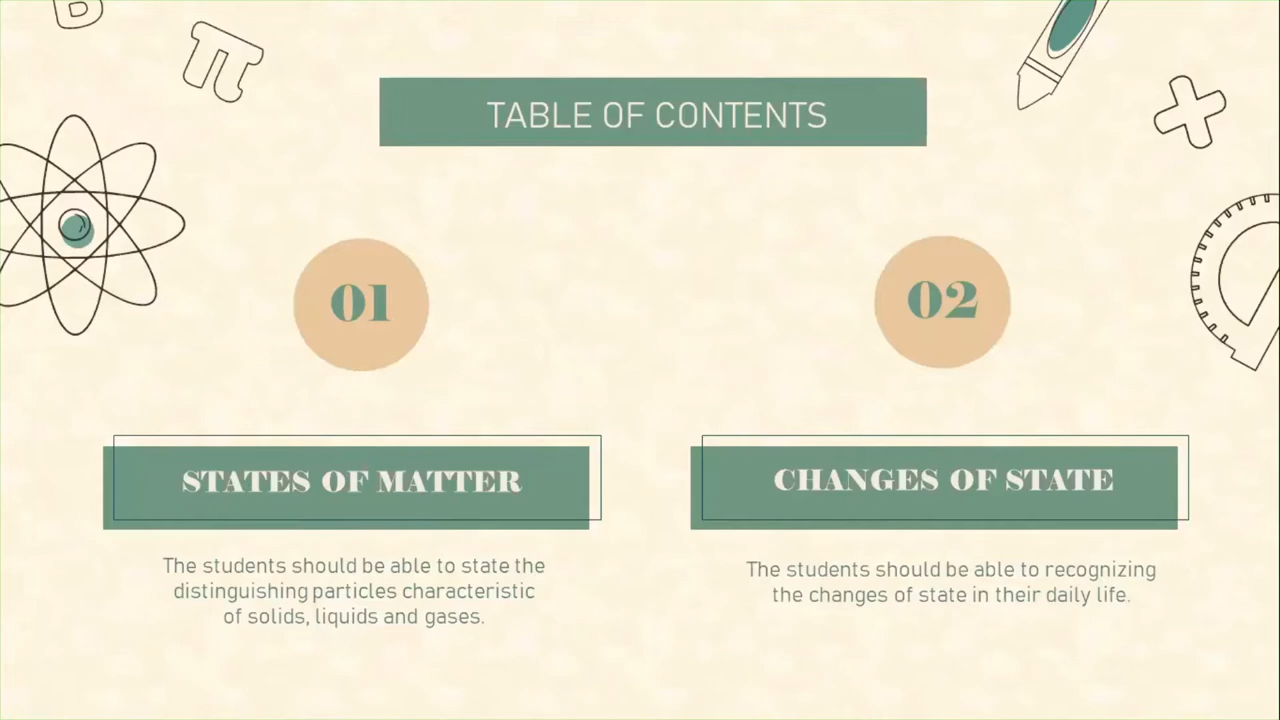 B
π
TABLE OF CONTENTS
01
02
STATES OF MATTER
CHANGES OF STATE
The students should be able to state the
distinguishing particles characteristic
of solids, liquids and gases.
The students should be able to recognizing
the changes of state in their daily life.